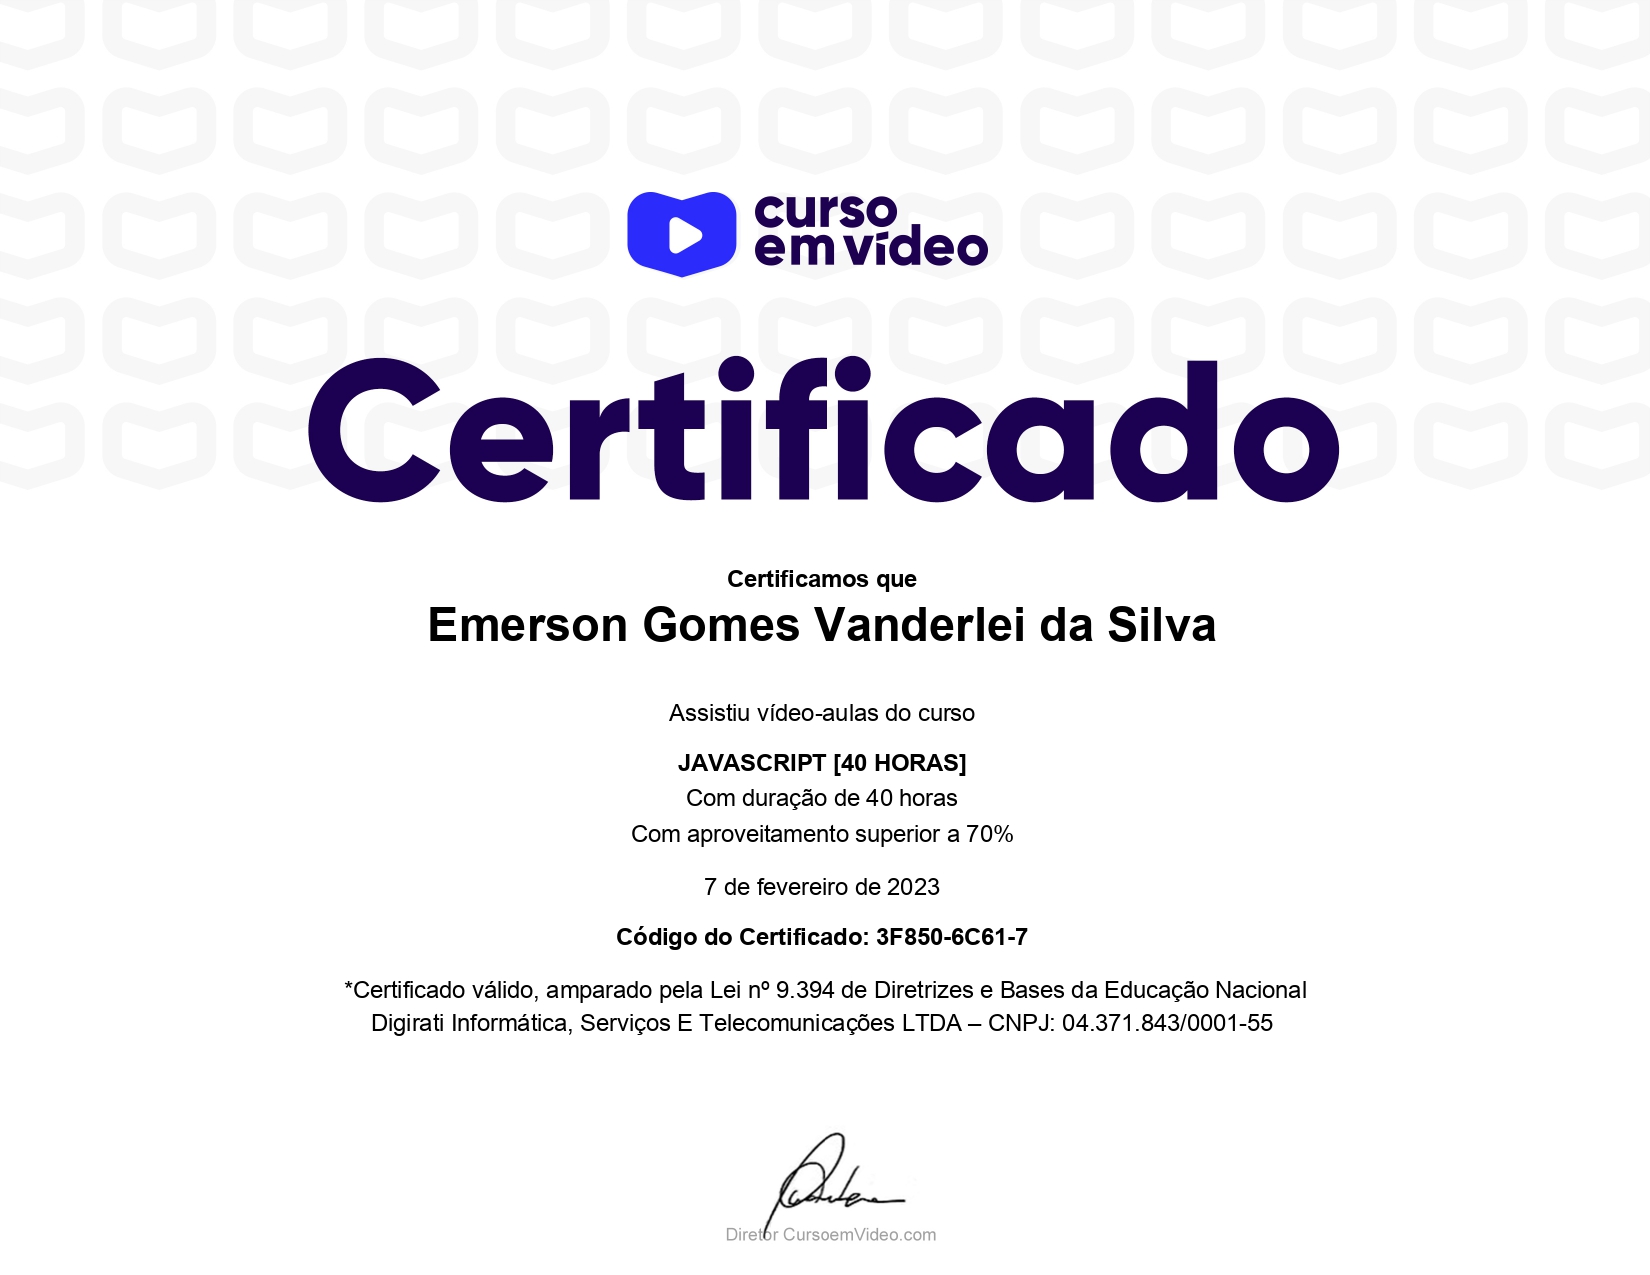 curso
em vídeo
Certificado
Certificamos que
Emerson Gomes Vanderlei da Silva
Assistiu vídeo-aulas do curso
JAVASCRIPT [40 HORAS]
Com duração de 40 horas
Com aproveitamento superior a 70%
7 de fevereiro de 2023
Código do Certificado: 3F850-6C61-7
*Certificado válido, amparado pela Lei nº 9.394 de Diretrizes e Bases da Educação Nacional
Digirati Informática, Serviços E Telecomunicações LTDA – CNPJ: 04.371.843/0001-55
Diretor CursoemVideo.com